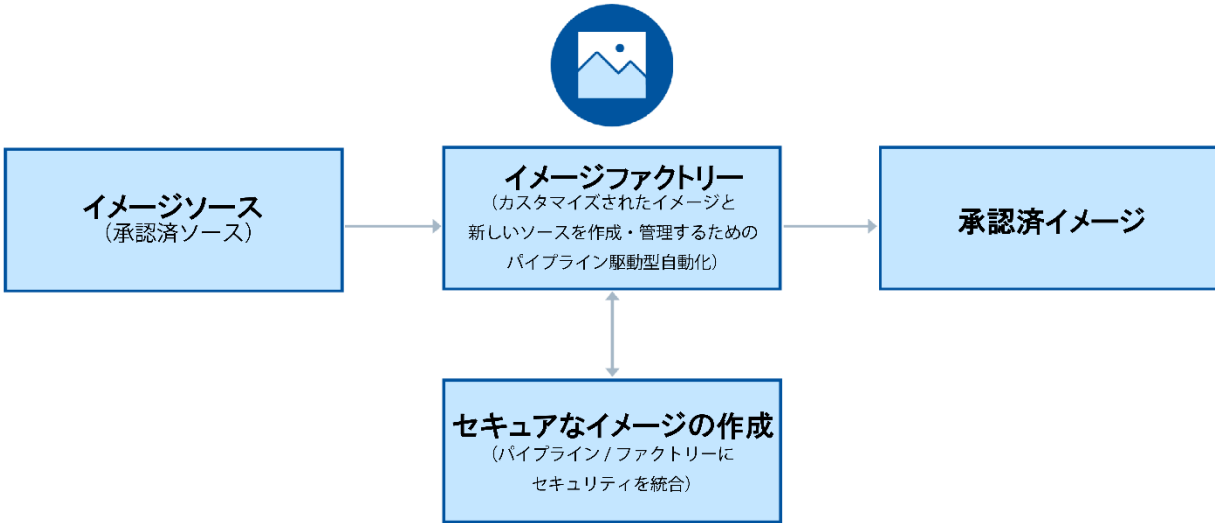 イメージソース
（承認済ソース）
イメージファクトリー
（カスタマイズされたイメージと
新しいソースを作成・管理するための
パイプライン駆動型自動化）
承認済イメージ
セキュアなイメージの作成
（パイプライン / ファクトリーに
セキュリティを統合）